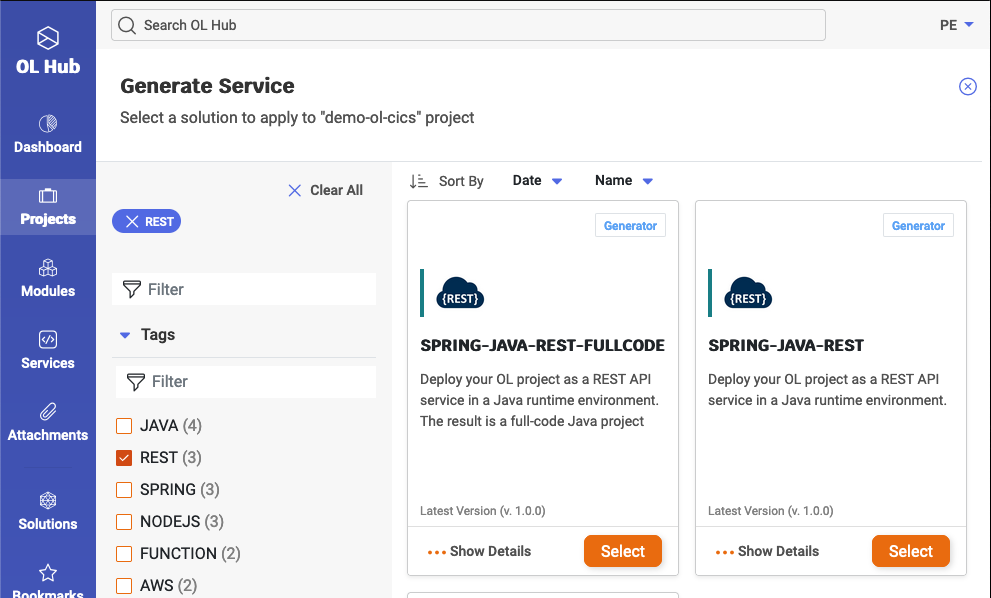 Search OL Hub
PE
OL Hub
Dashboard
Projects
Modules
Services
Attachments
Solutions
Bookmarks
Generate Service
Select a solution to apply to "demo-ol-cics" project
Clear All
REST
Filter
Tags
Filter
JAVA (4)
REST (3)
SPRING (3)
NODEJS (3)
FUNCTION (2)
AWS (2)
Sort By
Date
Name
Generator
{REST}
SPRING-JAVA-REST-FULLCODE
Deploy your OL project as a REST API
service in a Java runtime environment.
The result is a full-code Java project
Latest Version (v. 1.0.0)
Show Details
Select
Generator
{REST}
SPRING-JAVA-REST
Deploy your OL project as a REST API
service in a Java runtime environment.
Latest Version (v. 1.0.0)
Show Details
Select